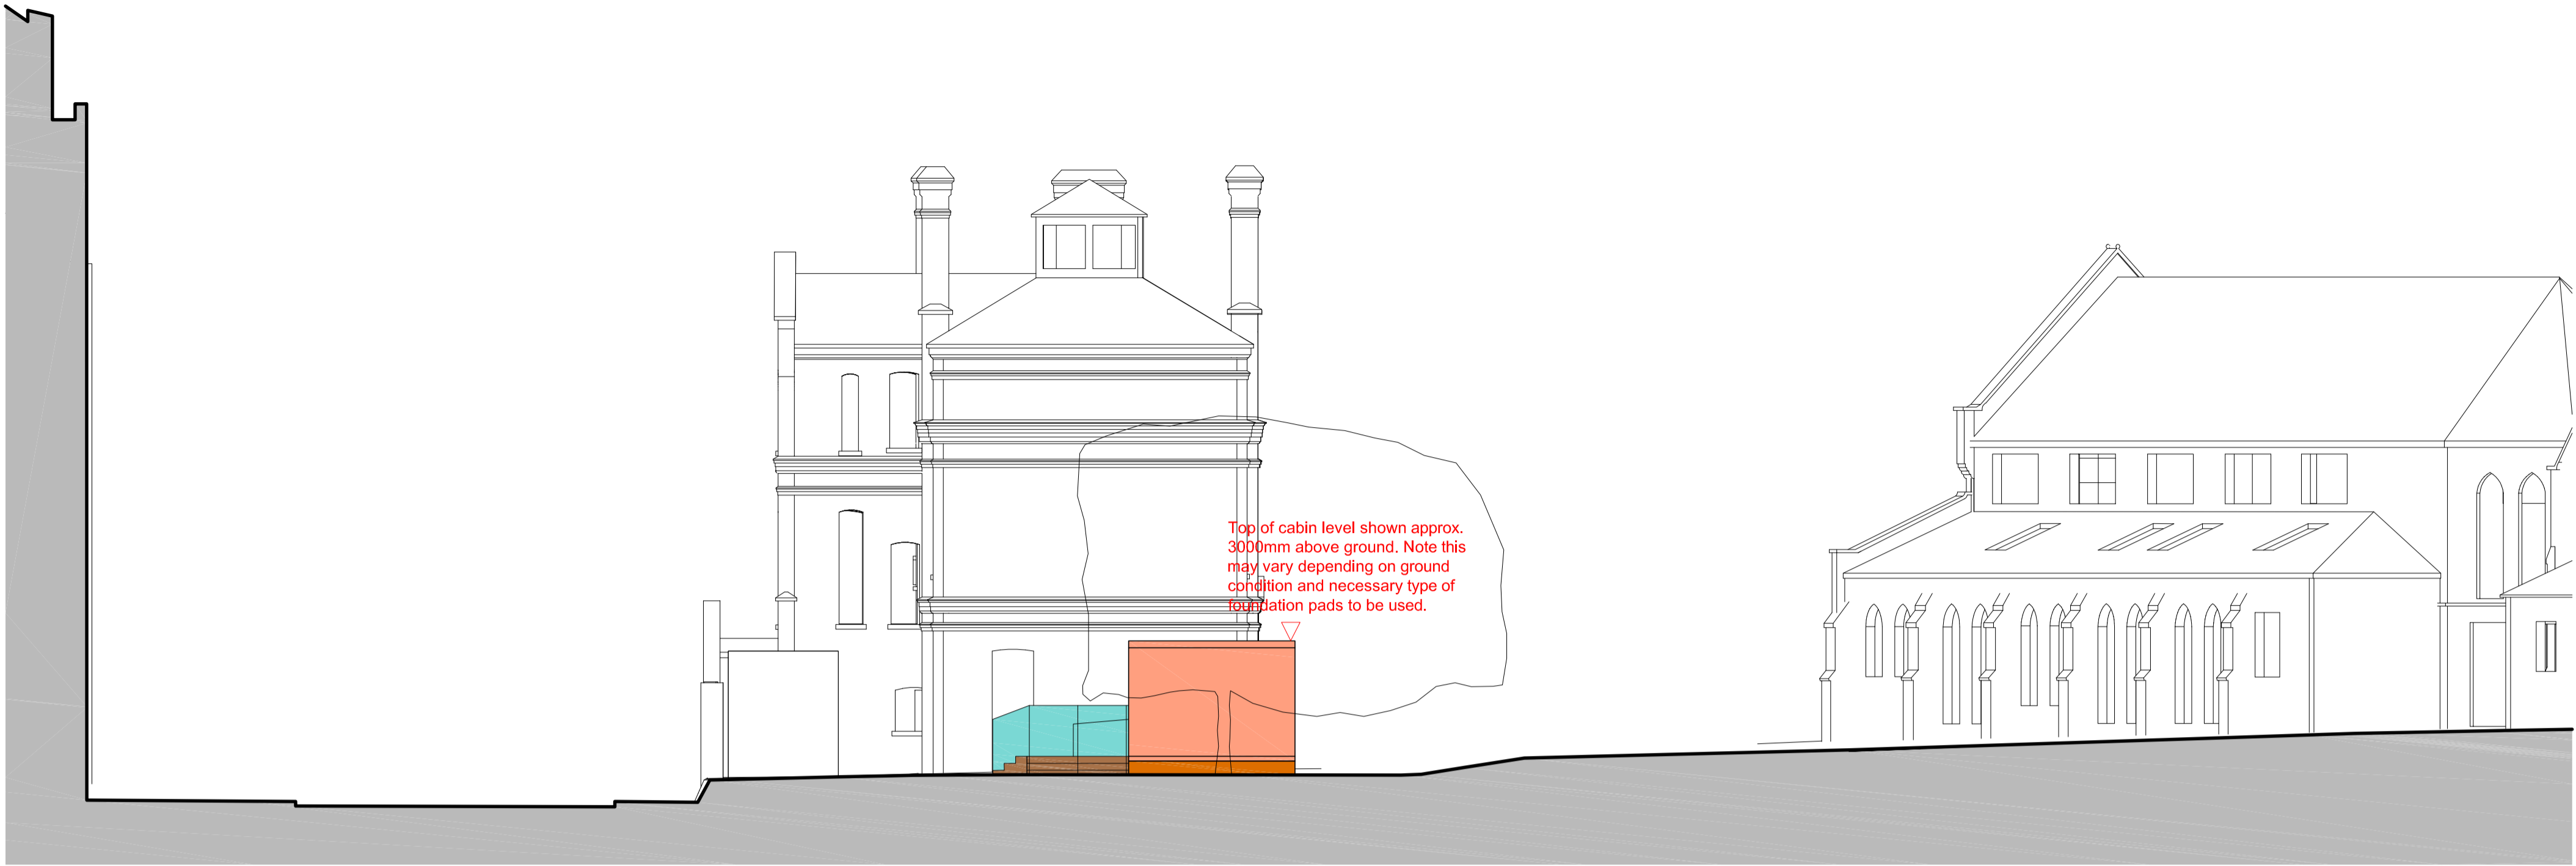 Top of cabin level shown approx.
3000mm above ground. Note this
may vary depending on ground
condition and necessary type of
foundation pads to be used.